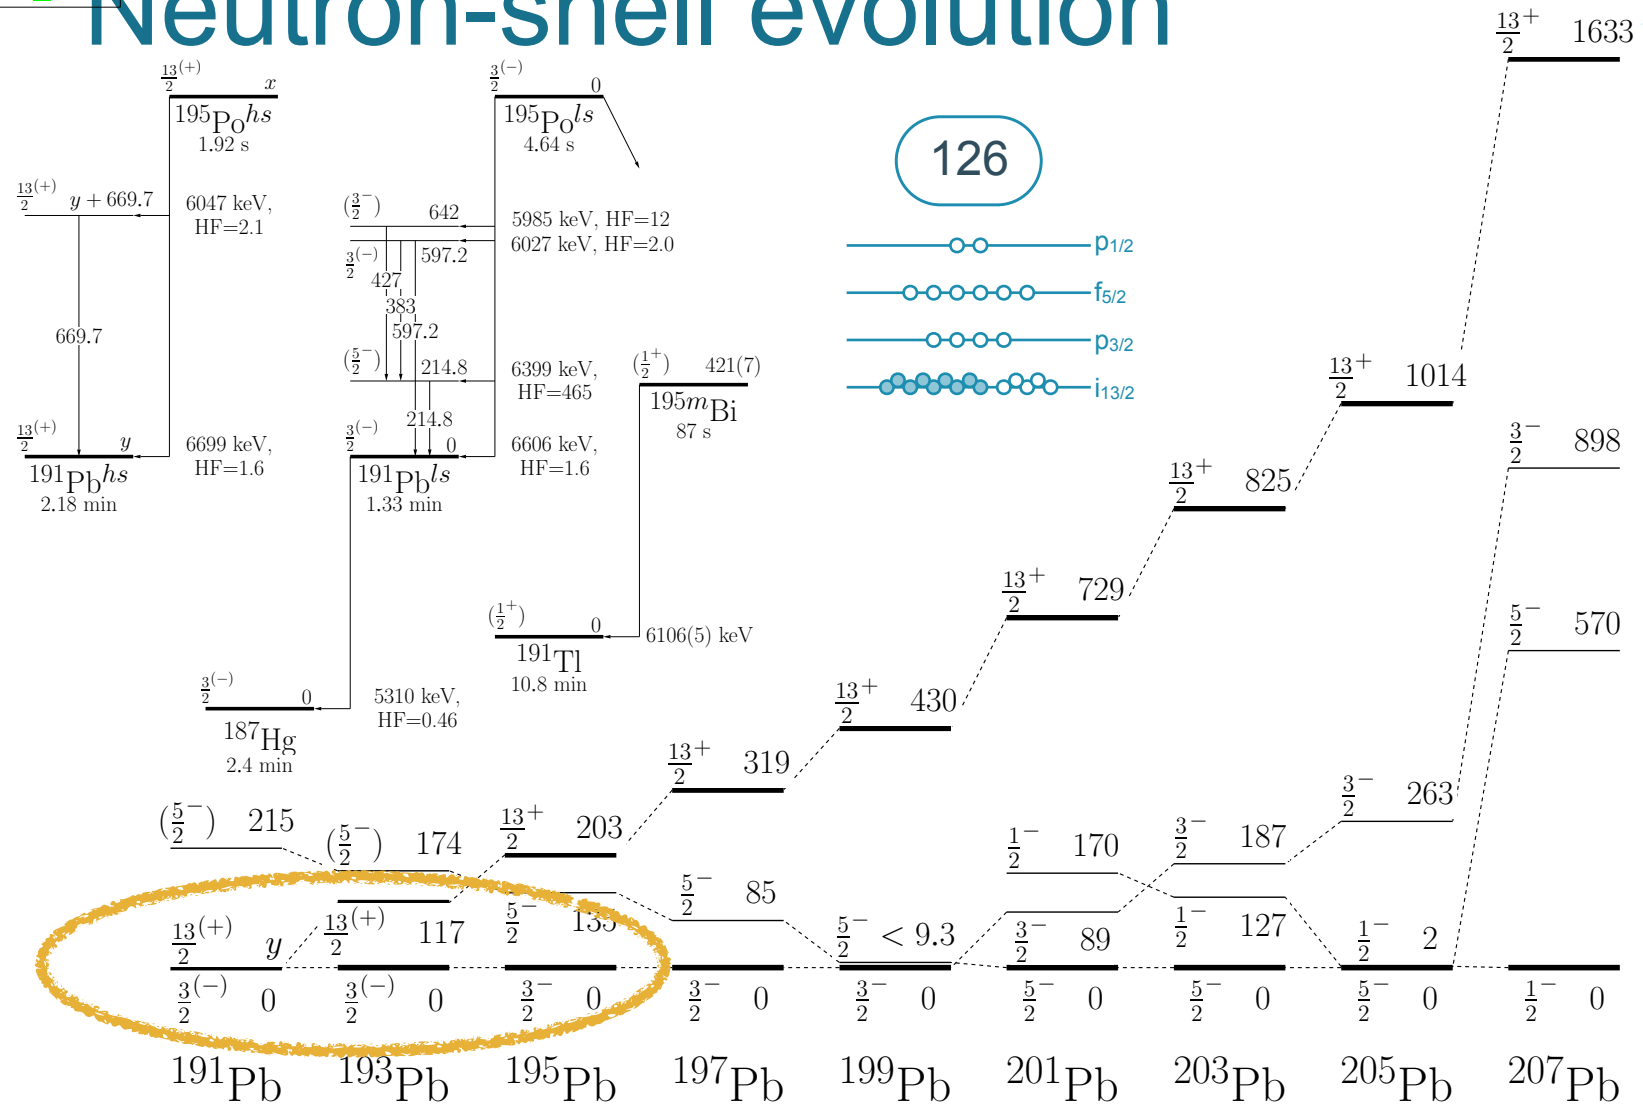 Neutron-shell evolution
13/2(+) x
195Po hs
1.92 s
13/2(+) y + 669.7
6047 keV,
HF=2.1
669.7
13/2(+) y
6699 keV,
HF=1.6
191Pb hs
2.18 min
3/2(−) 0
195Po ls
4.64 s
(3/2−) 642
5985 keV, HF=12
6027 keV, HF=2.0
3/2(−) 597.2
427
383
597.2
(5/2−) 214.8
6399 keV,
HF=465
214.8
3/2(−) 0
6606 keV,
HF=1.6
191Pb ls
1.33 min
(1/2+) 421(7)
195mBi
87 s
(1/2+) 0
6106(5) keV
191Tl
10.8 min
3/2(−) 0
5310 keV,
HF=0.46
187Hg
2.4 min
126
p1/2
f5/2
p3/2
i13/2
(5/2−) 215
13/2(+) y
3/2(−) 0
191Pb
(5/2−) 174
13/2(+) 117
3/2(−) 0
193Pb
13/2+ 203
5/2− 135
3/2− 0
195Pb
13/2+ 319
5/2− 85
3/2− 0
197Pb
13/2+ 430
5/2− < 9.3
3/2− 0
199Pb
13/2+ 729
1/2− 170
3/2− 89
5/2− 0
201Pb
13/2+ 825
3/2− 187
1/2− 127
5/2− 0
203Pb
13/2+ 1014
3/2− 263
1/2− 2
5/2− 0
205Pb
13/2+ 1633
3/2− 898
5/2− 570
1/2− 0
207Pb